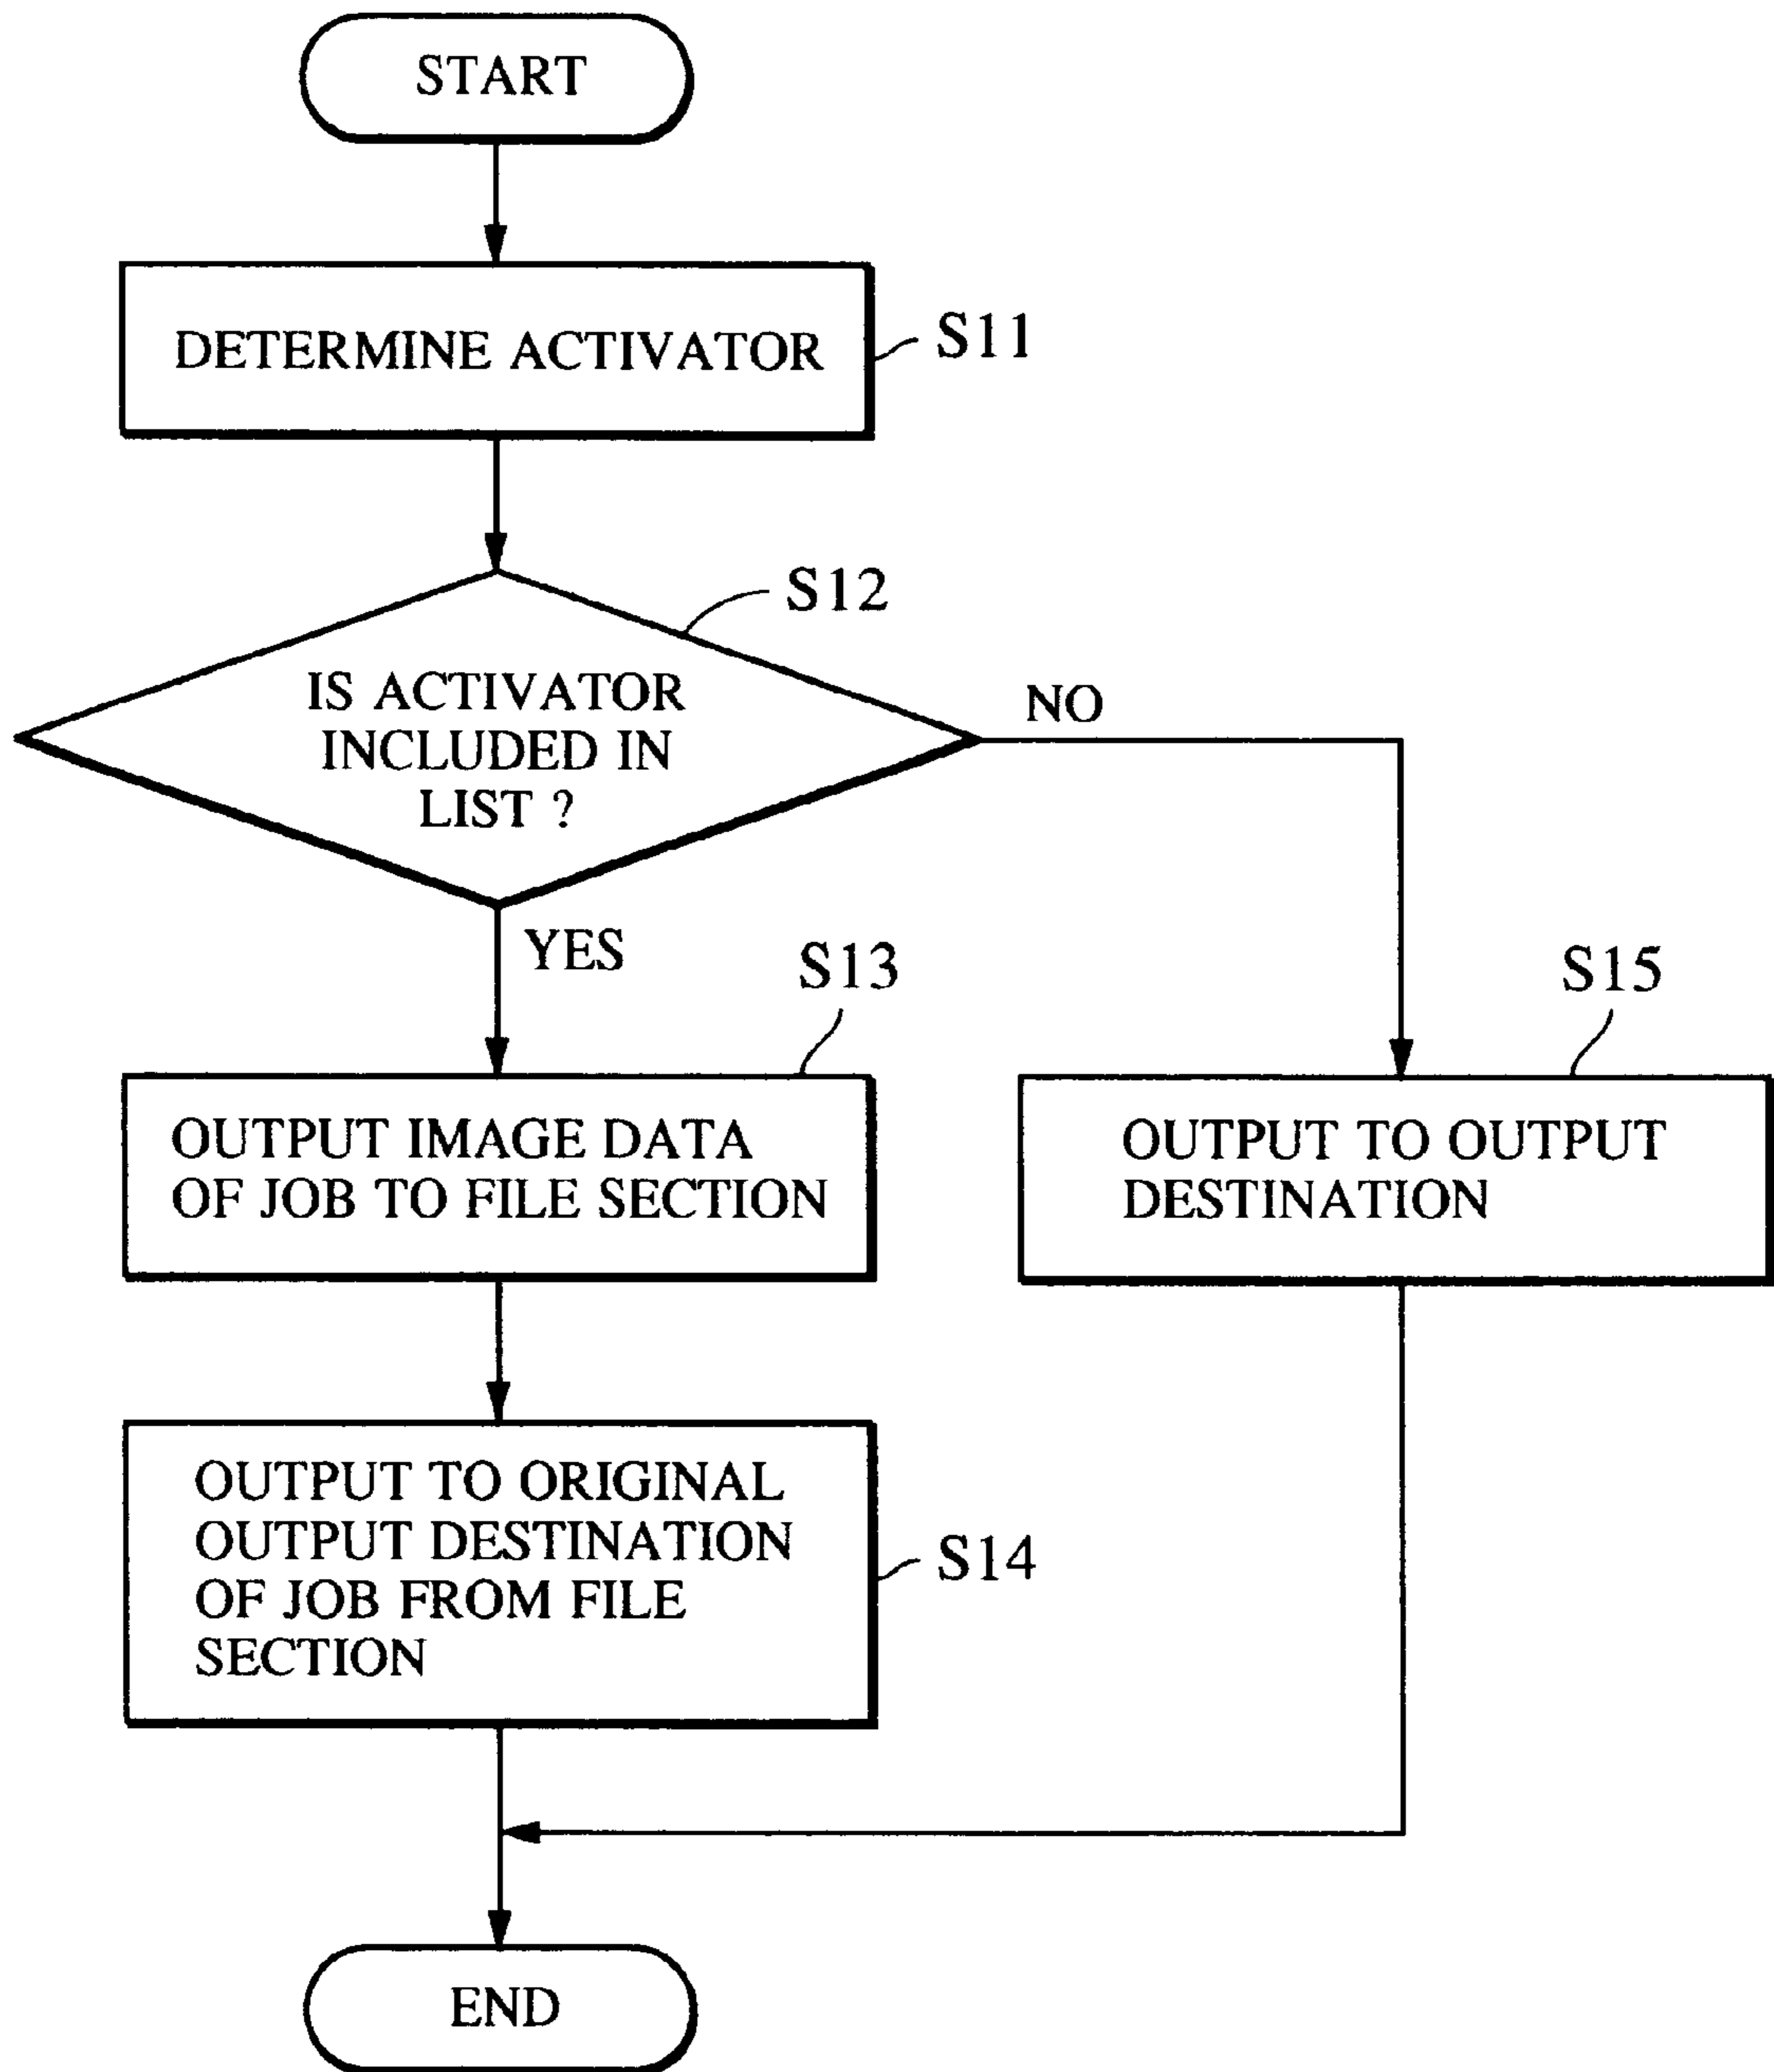 START
DETERMINE ACTIVATOR
S11
S12
IS ACTIVATOR
INCLUDED IN
LIST ?
NO
YES
S13
OUTPUT IMAGE DATA
OF JOB TO FILE SECTION
S15
OUTPUT TO OUTPUT
DESTINATION
OUTPUT TO ORIGINAL
OUTPUT DESTINATION
OF JOB FROM FILE
SECTION
S14
END